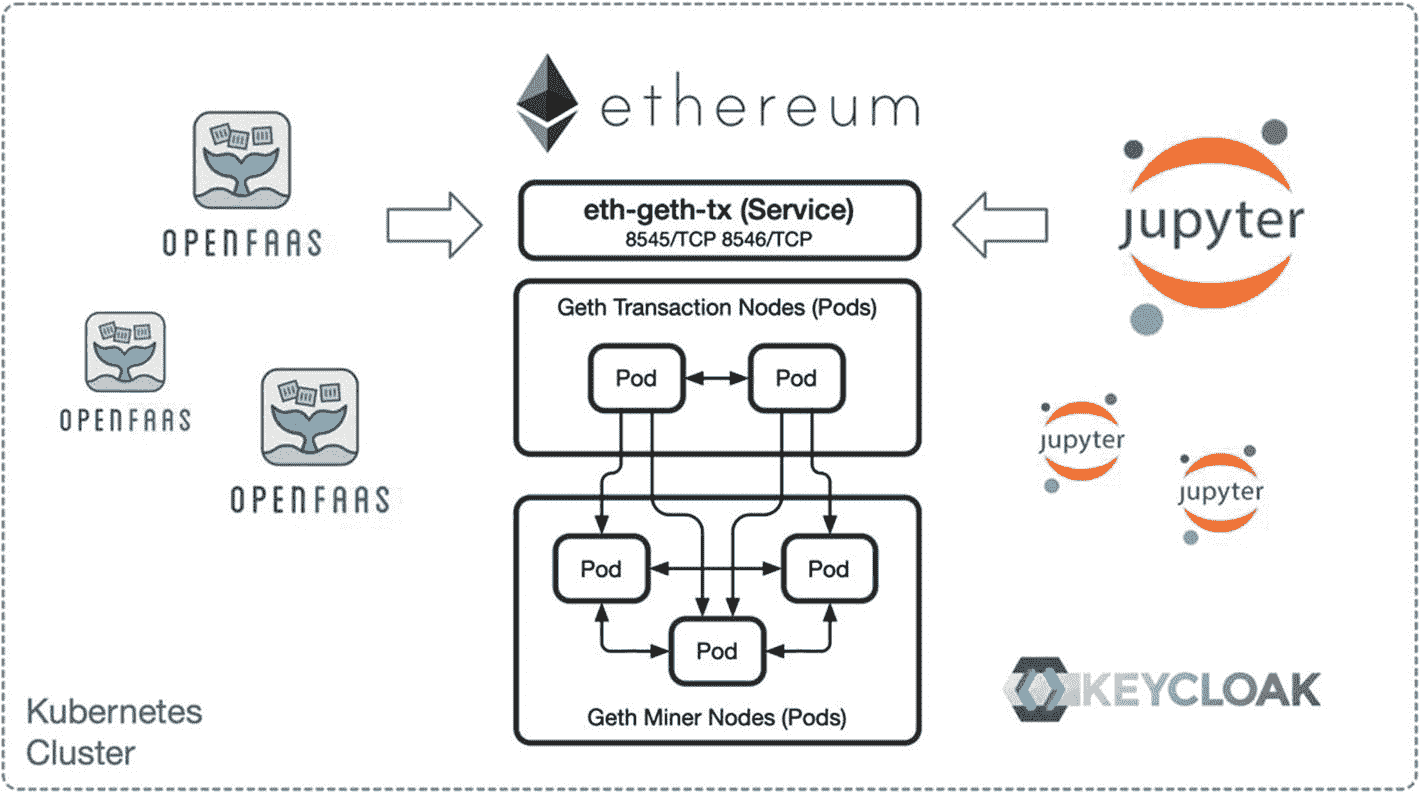 ethereum
OPENFAAS
eth-geth-tx (Service)
8545/TCP 8546/TCP
jupyter
Geth Transaction Nodes (Pods)
OPENFAAS
Pod
Pod
OPENFAAS
jupyter
jupyter
Pod
Pod
Pod
Geth Miner Nodes (Pods)
KEYCLOAK
Kubernetes
Cluster